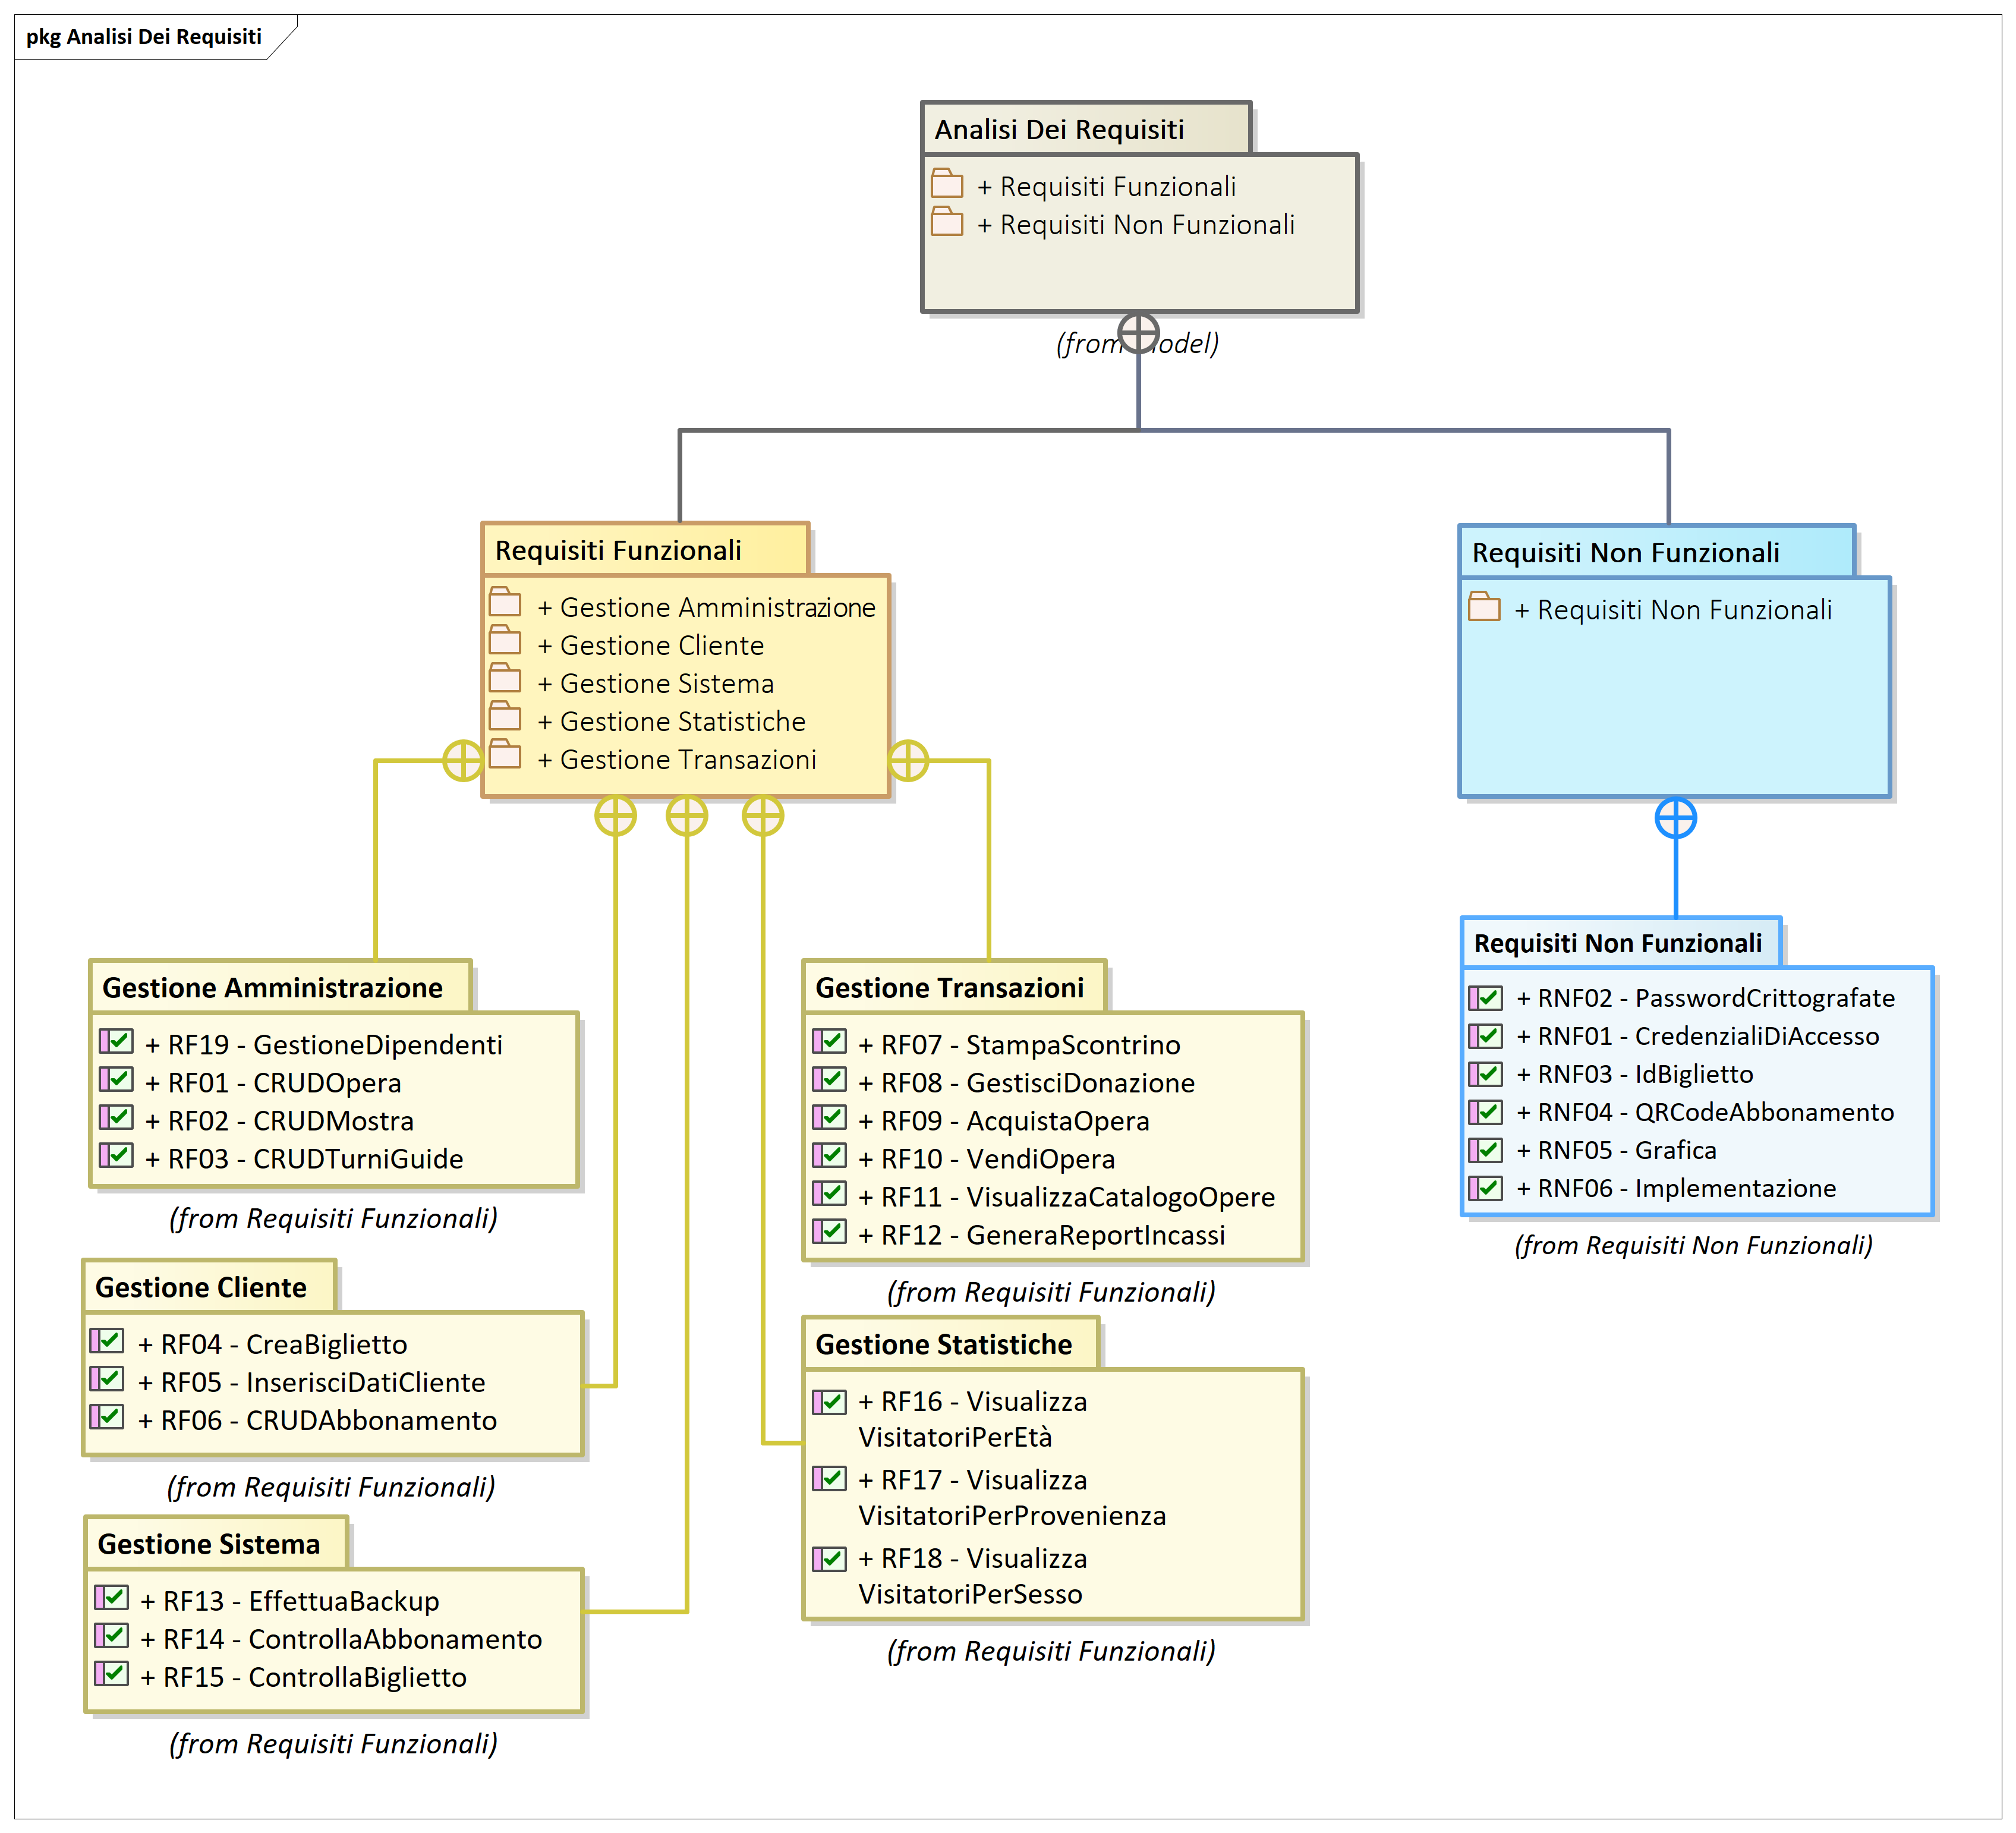 pkg Analisi Dei Requisiti
Analisi Dei Requisiti
+ Requisiti Funzionali
+ Requisiti Non Funzionali
(from odel)
Requisiti Funzionali
+ Gestione Amministrazione
+ Gestione Cliente
+ Gestione Sistema
+ Gestione Statistiche
+ Gestione Transazioni
Requisiti Non Funzionali
+ Requisiti Non Funzionali
Gestione Amministrazione
+ RF19 - GestioneDipendenti
+ RF01 - CRUDOpera
+ RF02 - CRUDMostra
+ RF03 - CRUDTurniGuide
(from Requisiti Funzionali)
Gestione Cliente
+ RF04 - CreaBiglietto
+ RF05 - InserisciDatiCliente
+ RF06 - CRUDAbbonamento
(from Requisiti Funzionali)
Gestione Sistema
+ RF13 - EffettuaBackup
+ RF14 - ControllaAbbonamento
+ RF15 - ControllaBiglietto
(from Requisiti Funzionali)
Gestione Transazioni
+ RF07 - StampaScontrino
+ RF08 - GestisciDonazione
+ RF09 - AcquistaOpera
+ RF10 - VendiOpera
+ RF11 - VisualizzaCatalogoOpere
+ RF12 - GeneraReportIncassi
(from Requisiti Funzionali)
Gestione Statistiche
+ RF16 - Visualizza
VisitatoriPerEtà
+ RF17 - Visualizza
VisitatoriPerProvenienza
+ RF18 - Visualizza
VisitatoriPerSesso
(from Requisiti Funzionali)
Requisiti Non Funzionali
+ RNF02 - PasswordCrittografate
+ RNF01 - CredenzialiDiAccesso
+ RNF03 - IdBiglietto
+ RNF04 - QRCodeAbbonamento
+ RNF05 - Grafica
+ RNF06 - Implementazione
(from Requisiti Non Funzionali)